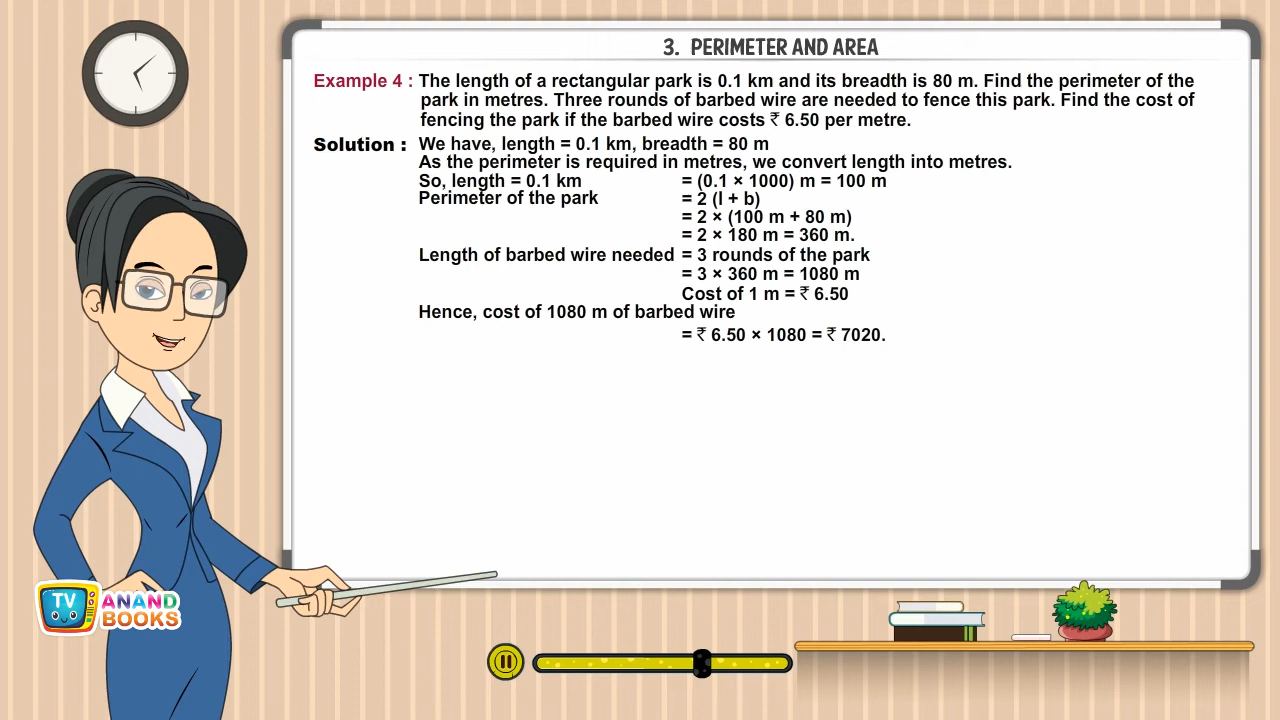 3. PERIMETER AND AREA
Example 4 : The length of a rectangular park is 0.1 km and its breadth is 80 m. Find the perimeter of the
park in metres. Three rounds of barbed wire are needed to fence this park. Find the cost of
fencing the park if the barbed wire costs ₹ 6.50 per metre.
Solution : We have, length = 0.1 km, breadth = 80 m
As the perimeter is required in metres, we convert length into metres.
So, length = 0.1 km = (0.1 × 1000) m = 100 m
Perimeter of the park = 2 (l + b)
= 2 × (100 m + 80 m)
= 2 × 180 m = 360 m.
Length of barbed wire needed = 3 rounds of the park
= 3 × 360 m = 1080 m
Cost of 1 m = ₹ 6.50
Hence, cost of 1080 m of barbed wire
= ₹ 6.50 × 1080 = ₹ 7020.
TV
ANAND
BOOKS